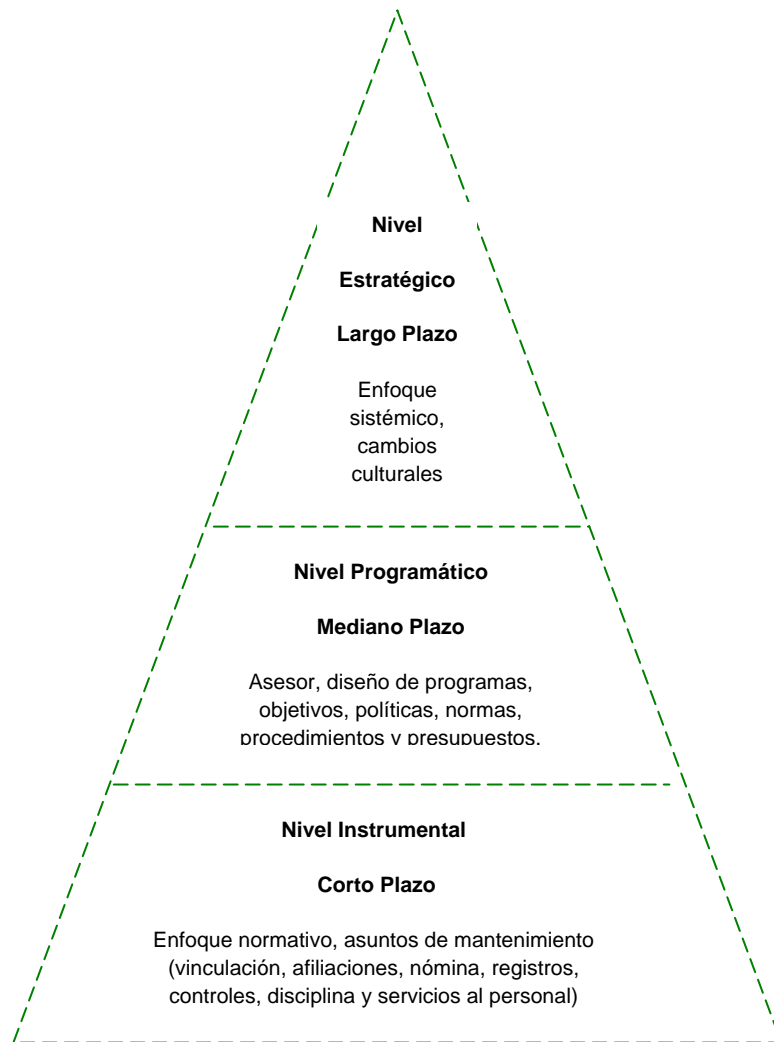 Nivel
Estratégico
Largo Plazo
Enfoque
sistémico,
cambios
culturales
Nivel Programático
Mediano Plazo
Asesor, diseño de programas,
objetivos, políticas, normas,
procedimientos y presupuestos.
Nivel Instrumental
Corto Plazo
Enfoque normativo, asuntos de mantenimiento
(vinculación, afiliaciones, nómina, registros,
controles, disciplina y servicios al personal)